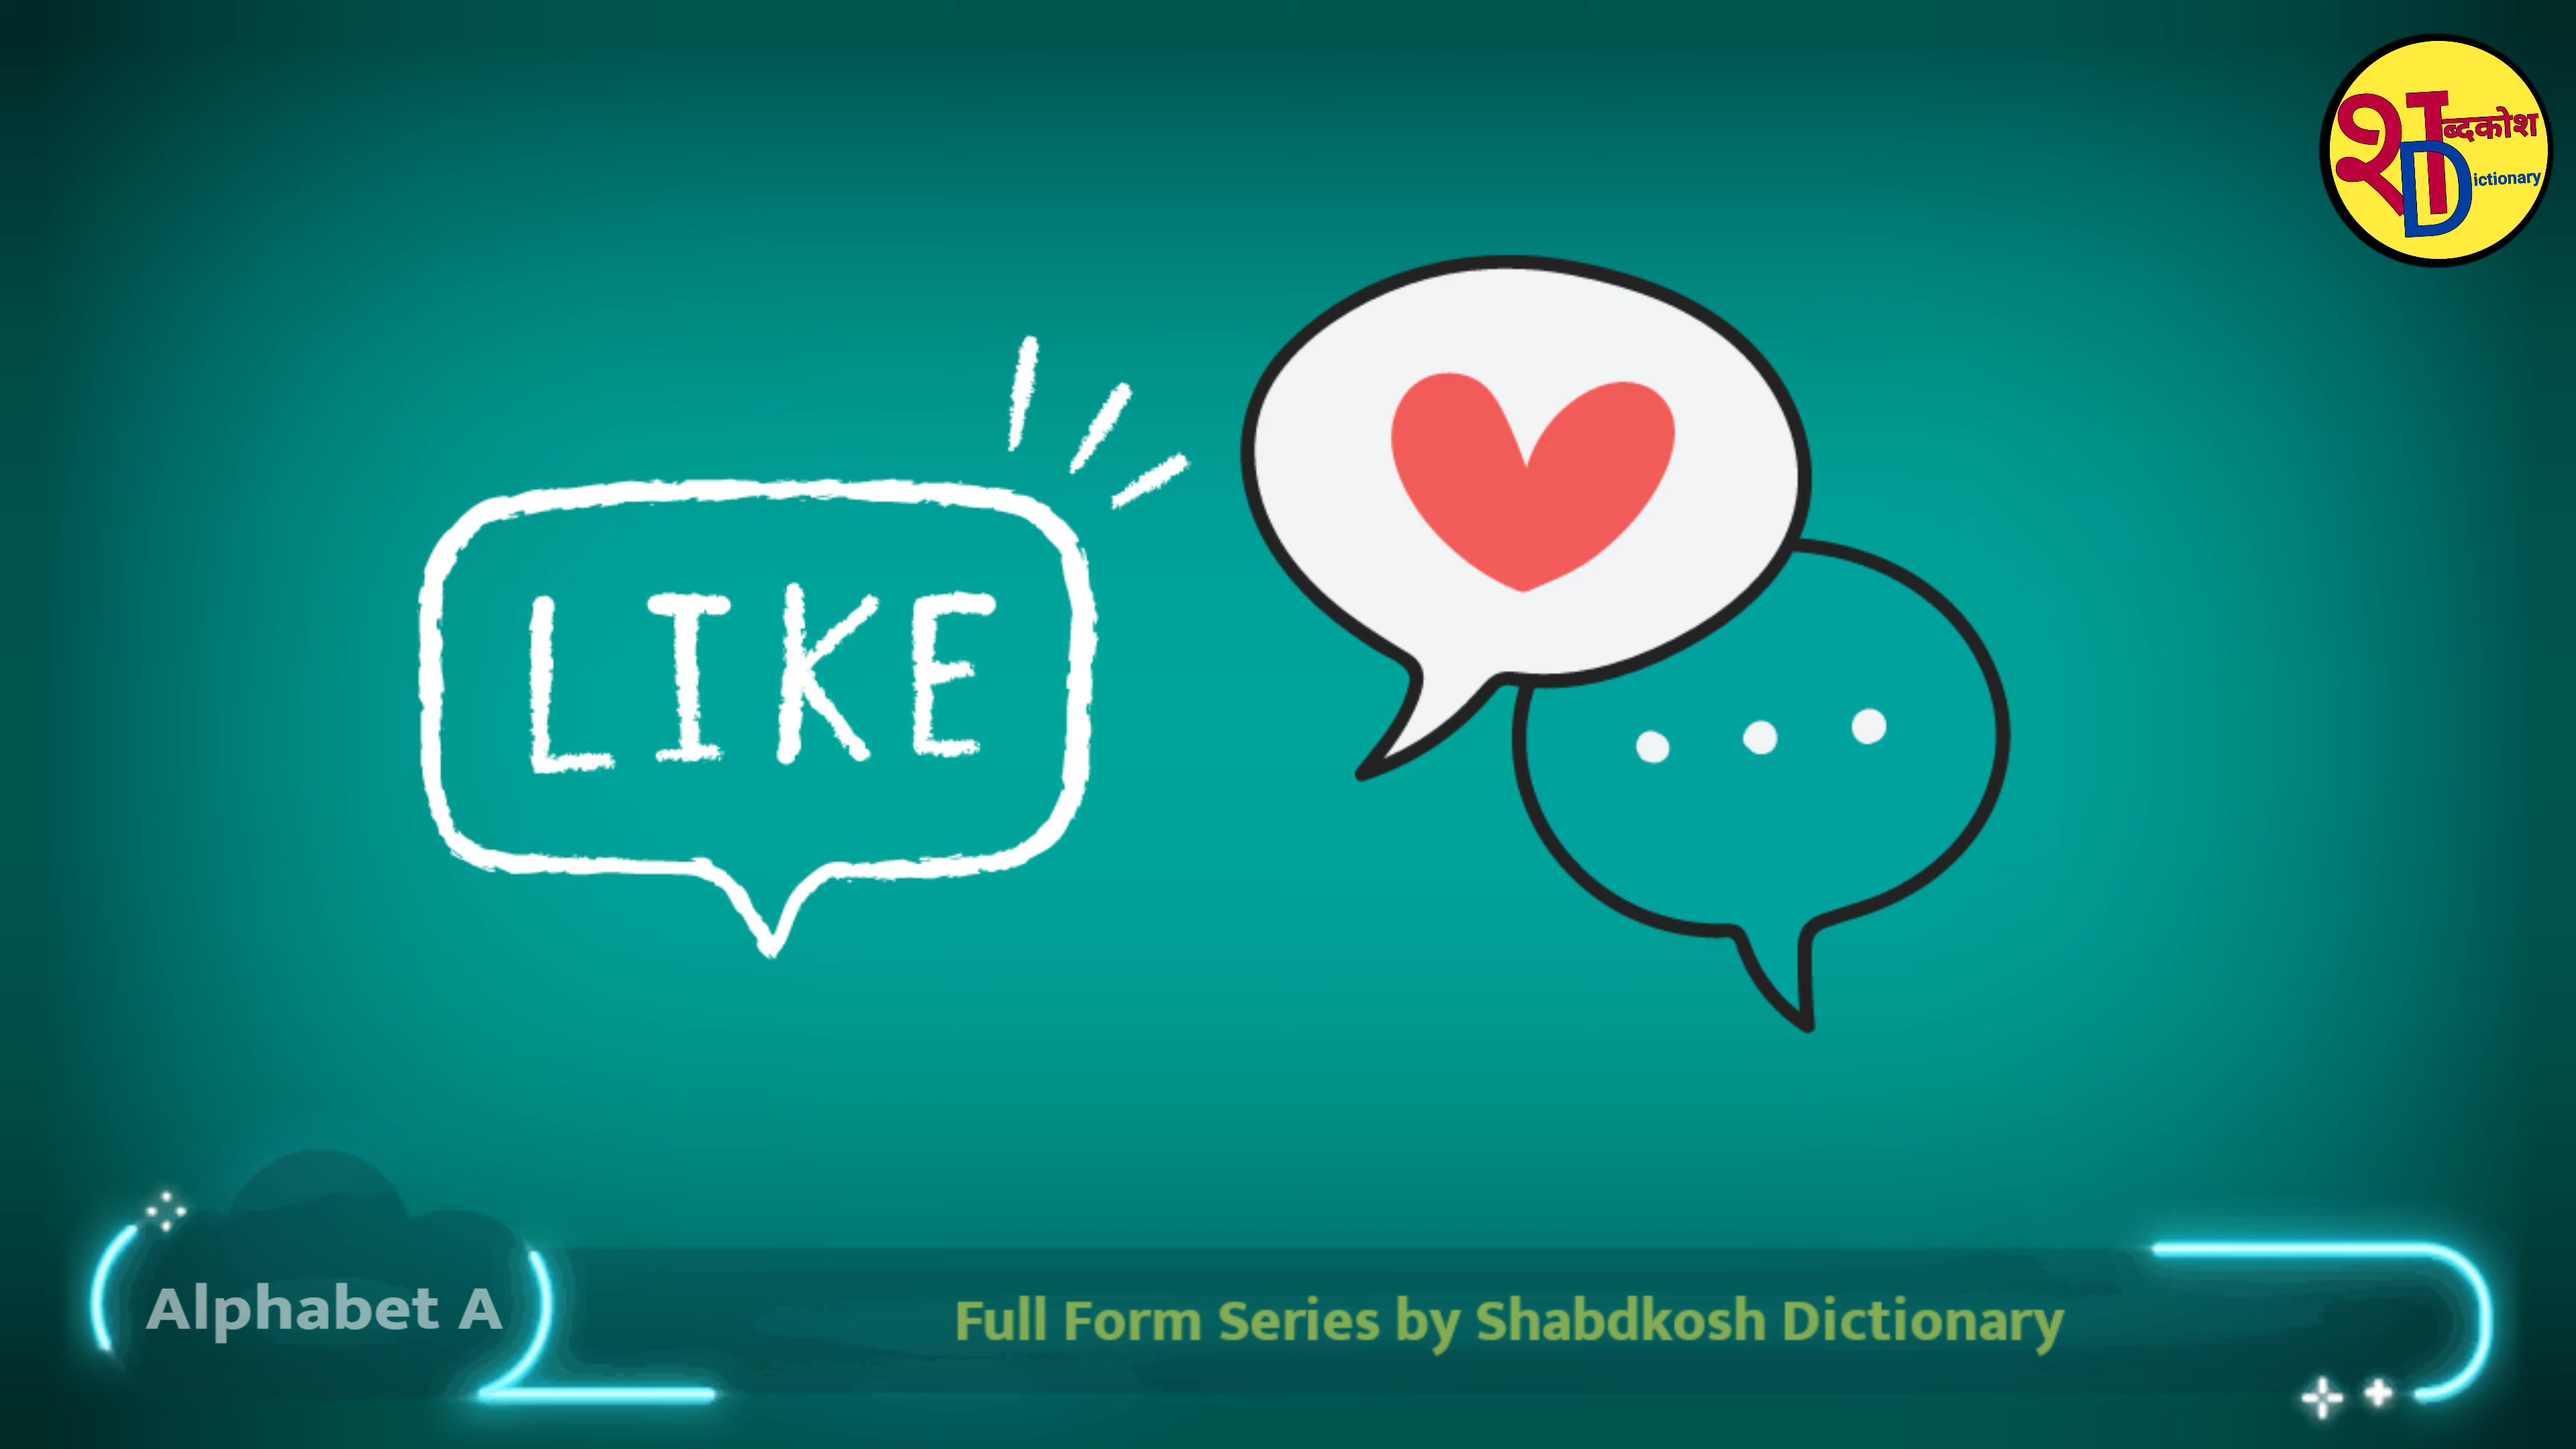 शब्दकोश
Dictionary
LIKE
Alphabet A
Full Form Series by Shabdkosh Dictionary